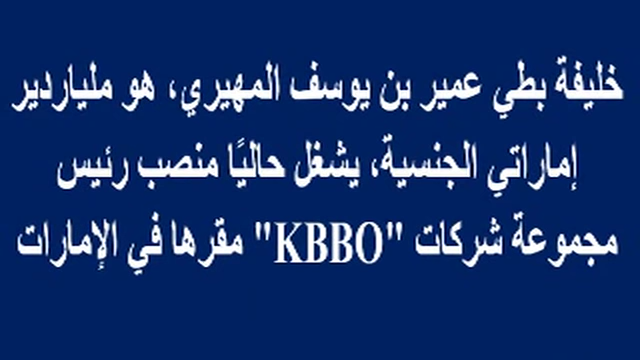 خليفة بطي عمير بن يوسف المهيري، هو ملياردير
إماراتي الجنسية، يشغل حاليًا منصب رئيس
مجموعة شركات "KBBO" مقرها في الإمارات